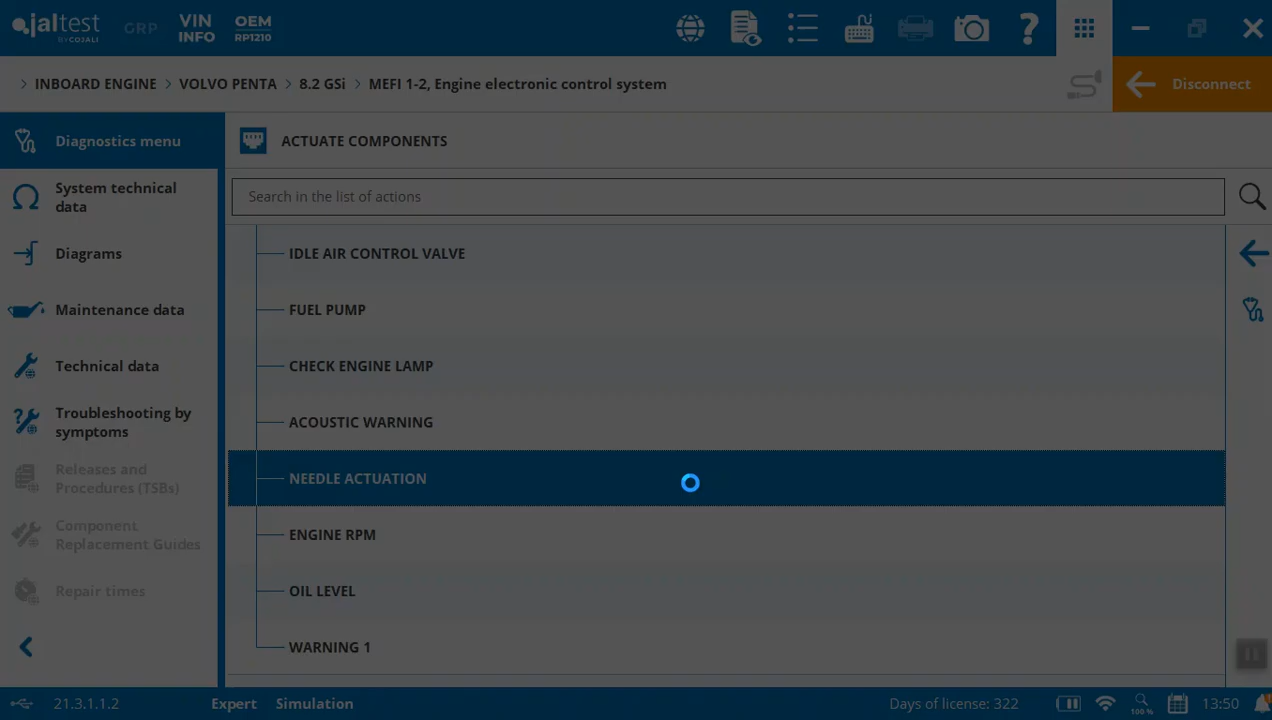 jaltest
BY COJALI
GRP
VIN
INFO
OEM
RP1210
?
INBOARD ENGINE > VOLVO PENTA > 8.2 GSi > MEFI 1-2, Engine electronic control system
Disconnect
Diagnostics menu
ACTUATE COMPONENTS
System technical
data
Search in the list of actions
Diagrams
IDLE AIR CONTROL VALVE
Maintenance data
FUEL PUMP
Technical data
CHECK ENGINE LAMP
Troubleshooting by
symptoms
ACOUSTIC WARNING
Releases and
Procedures (TSBs)
NEEDLE ACTUATION
Component
Replacement Guides
ENGINE RPM
Repair times
OIL LEVEL
WARNING 1
21.3.1.1.2
Expert
Simulation
Days of license: 322
100 %
13:50